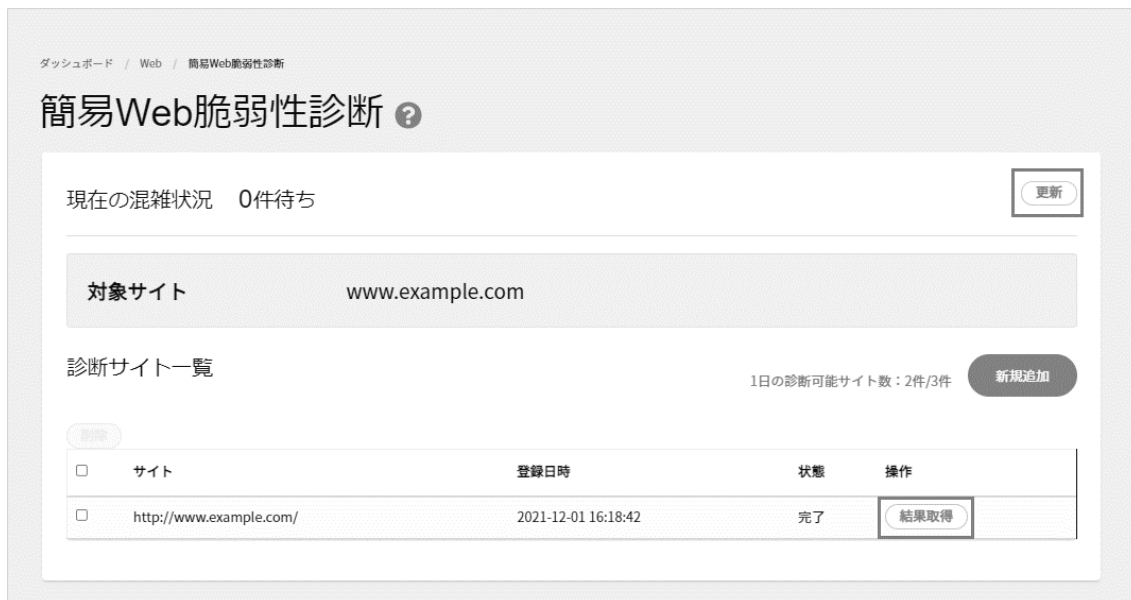 ダッシュボード / Web / 簡易Web脆弱性診断
簡易Web脆弱性診断 ?
現在の混雑状況 0件待ち 更新
対象サイト www.example.com
診断サイト一覧 1日の診断可能サイト数：2件/3件 新規追加
削除
サイト 登録日時 状態 操作
http://www.example.com/ 2021-12-01 16:18:42 完了 結果取得